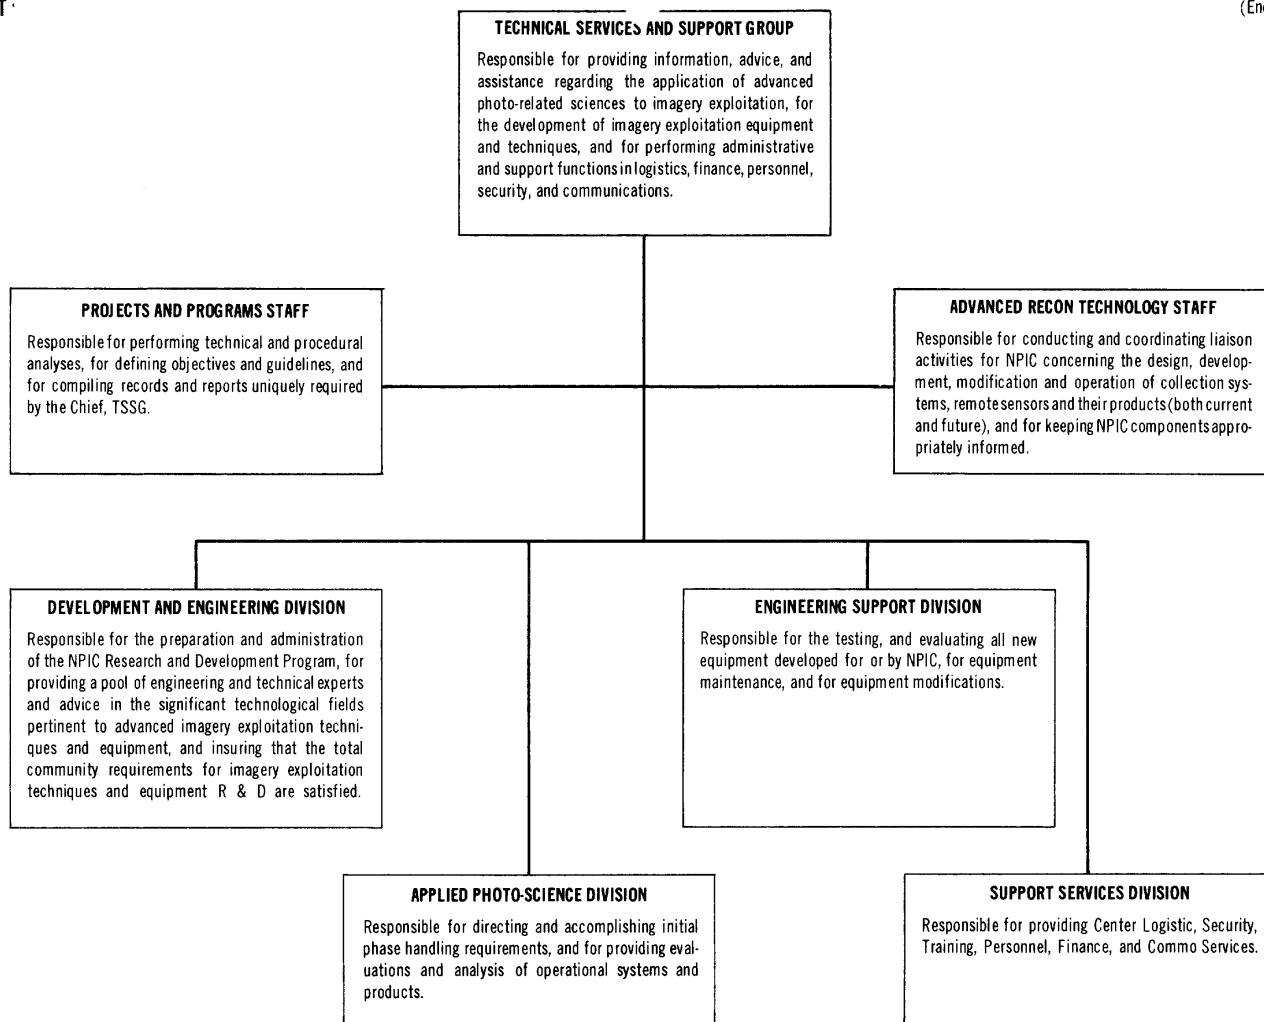 T
(En
TECHNICAL SERVICES AND SUPPORT GROUP
Responsible for providing information, advice, and
assistance regarding the application of advanced
photo-related sciences to imagery exploitation, for
the development of imagery exploitation equipment
and techniques, and for performing administrative
and support functions in logistics, finance, personnel,
security, and communications.
PROJECTS AND PROGRAMS STAFF
Responsible for performing technical and procedural
analyses, for defining objectives and guidelines, and
for compiling records and reports uniquely required
by the Chief, TSSG.
ADVANCED RECON TECHNOLOGY STAFF
Responsible for conducting and coordinating liaison
activities for NPIC concerning the design, develop-
ment, modification and operation of collection sys-
tems, remote sensors and their products (both current
and future), and for keeping NPIC components appro-
priately informed.
DEVELOPMENT AND ENGINEERING DIVISION
Responsible for the preparation and administration
of the NPIC Research and Development Program, for
providing a pool of engineering and technical experts
and advice in the significant technological fields
pertinent to advanced imagery exploitation techni-
ques and equipment, and insuring that the total
community requirements for imagery exploitation
techniques and equipment R & D are satisfied.
ENGINEERING SUPPORT DIVISION
Responsible for the testing, and evaluating all new
equipment developed for or by NPIC, for equipment
maintenance, and for equipment modifications.
APPLIED PHOTO-SCIENCE DIVISION
Responsible for directing and accomplishing initial
phase handling requirements, and for providing eval-
uations and analysis of operational systems and
products.
SUPPORT SERVICES DIVISION
Responsible for providing Center Logistic, Security,
Training, Personnel, Finance, and Commo Services.